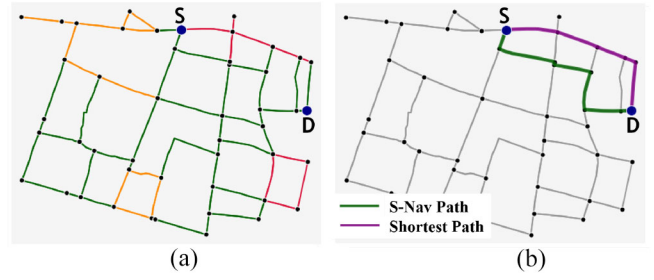 S
D
S
D
S-Nav Path
Shortest Path
(a)
(b)